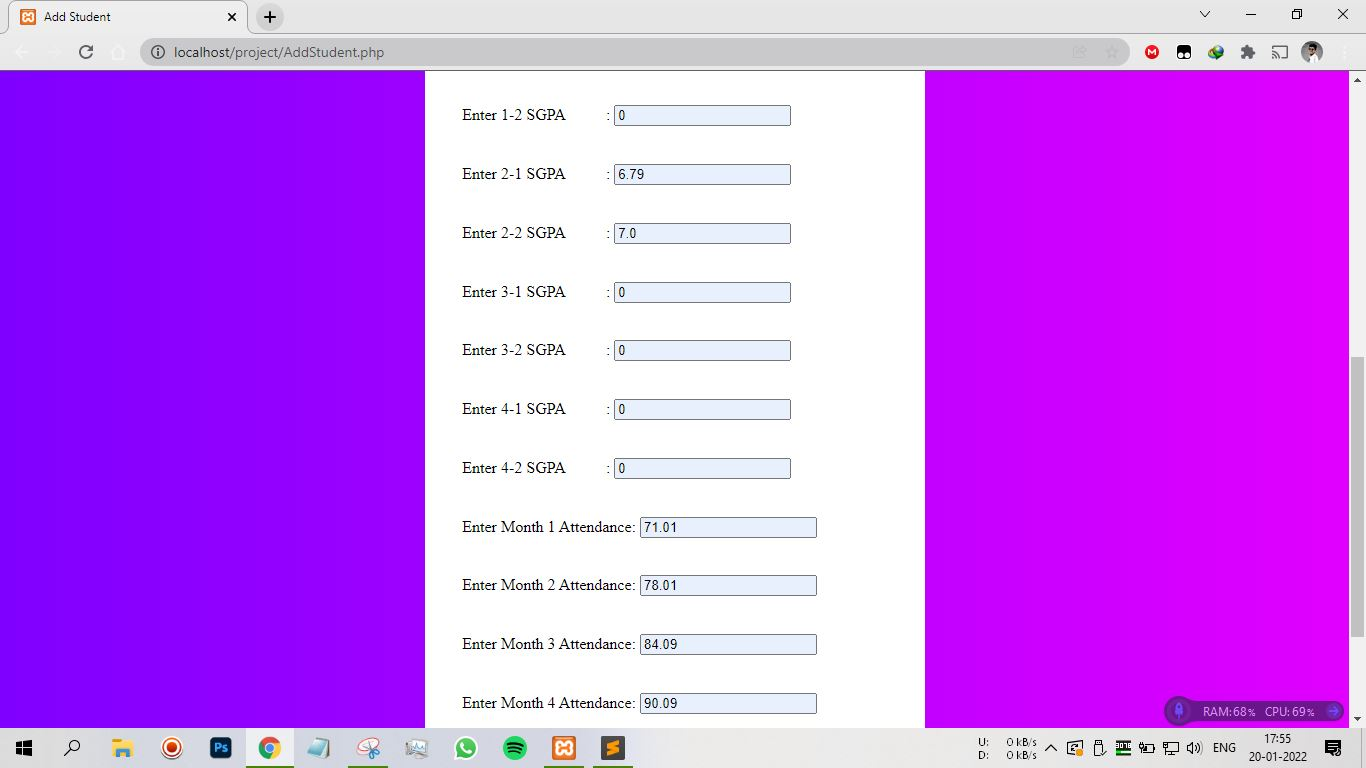 Add Student
localhost/project/AddStudent.php
Enter 1-2 SGPA : 0
Enter 2-1 SGPA : 6.79
Enter 2-2 SGPA : 7.0
Enter 3-1 SGPA : 0
Enter 3-2 SGPA : 0
Enter 4-1 SGPA : 0
Enter 4-2 SGPA : 0
Enter Month 1 Attendance: 71.01
Enter Month 2 Attendance: 78.01
Enter Month 3 Attendance: 84.09
Enter Month 4 Attendance: 90.09
RAM:68% CPU:69%
Ps
U: 0 kB/s
D: 0 kB/s
ENG
17:55
20-01-2022